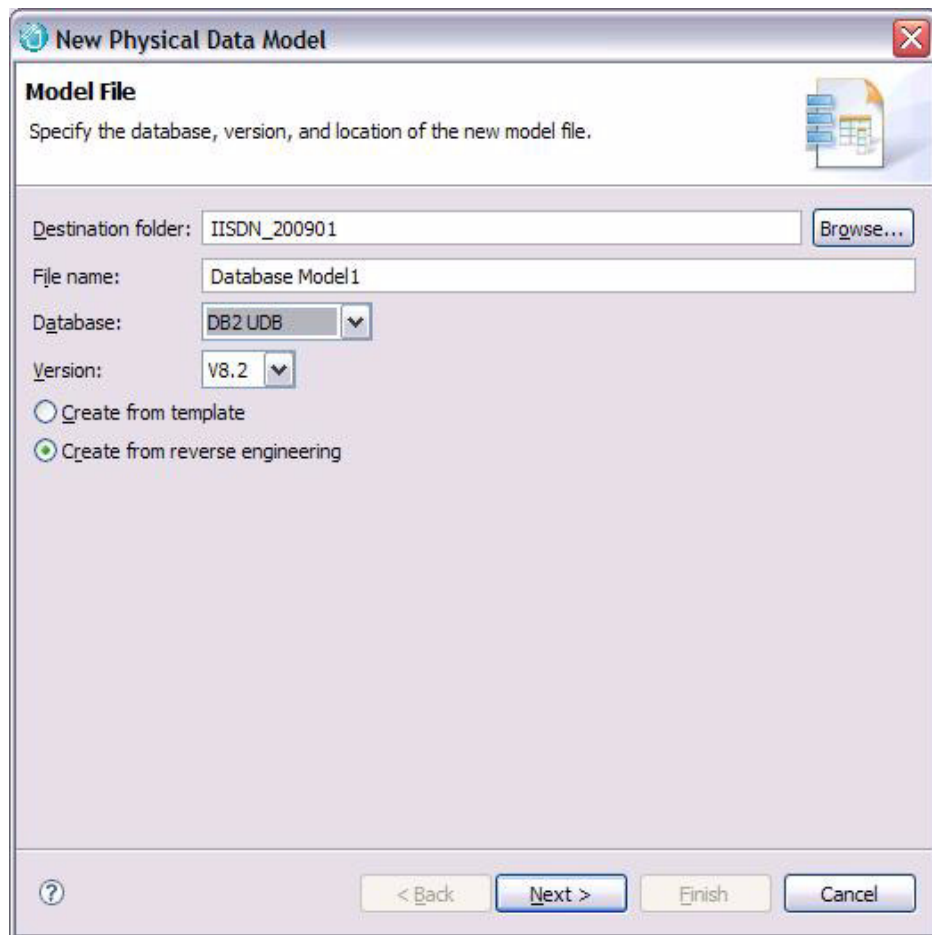 New Physical Data Model
Model File
Specify the database, version, and location of the new model file.
Destination folder: IISDN_200901 Browse...
File name: Database Model1
Database: DB2 UDB
Version: V8.2
Create from template
Create from reverse engineering
? < Back Next > Finish Cancel